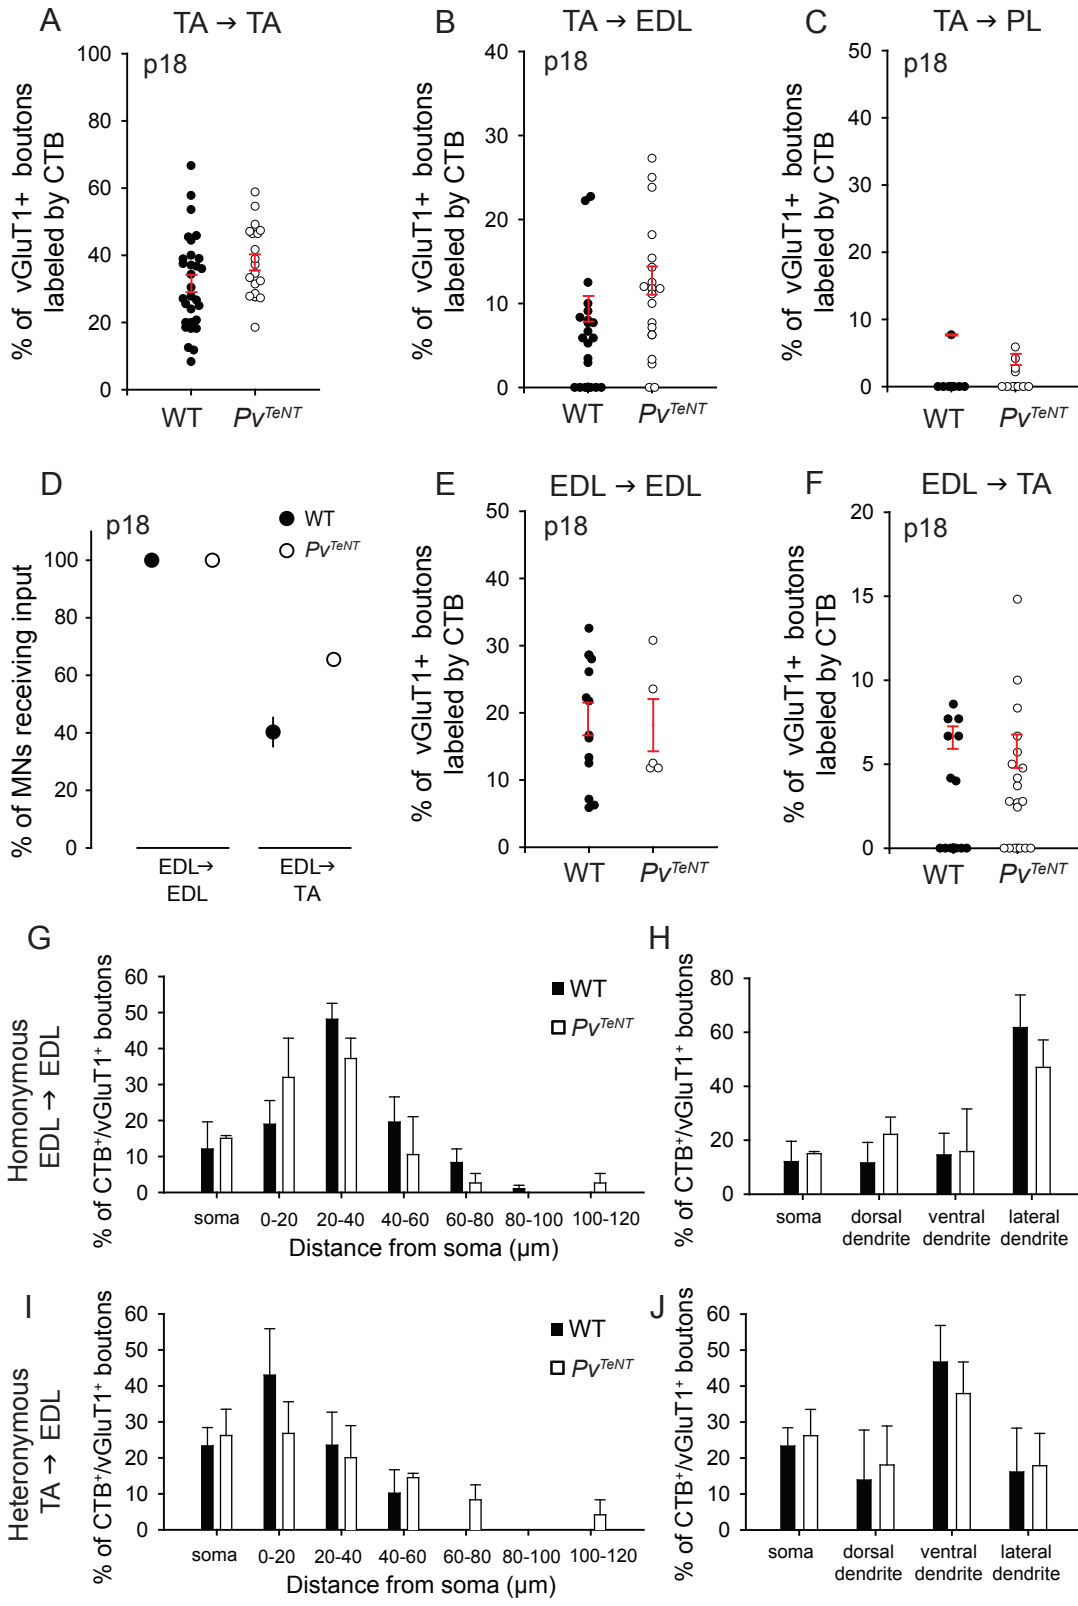 A
TA → TA
p18
% of vGluT1+ boutons
labeled by CTB
100
80
60
40
20
0
WT
Pv^TeNT
B
TA → EDL
p18
% of vGluT1+ boutons
labeled by CTB
40
30
20
10
0
WT
Pv^TeNT
C
TA → PL
p18
% of vGluT1+ boutons
labeled by CTB
50
40
30
20
10
0
WT
Pv^TeNT
D
p18
WT
Pv^TeNT
% of MNs receiving input
100
80
60
40
20
0
EDL→
EDL
EDL→
TA
E
EDL → EDL
p18
% of vGluT1+ boutons
labeled by CTB
50
40
30
20
10
0
WT
Pv^TeNT
F
EDL → TA
p18
% of vGluT1+ boutons
labeled by CTB
20
15
10
5
0
WT
Pv^TeNT
G
Homonymous
EDL → EDL
% of CTB⁺/vGluT1⁺ boutons
60
50
40
30
20
10
0
WT
Pv^TeNT
soma
0-20
20-40
40-60
60-80
80-100
100-120
Distance from soma (µm)
H
% of CTB⁺/vGluT1⁺ boutons
80
60
40
20
0
soma
dorsal
dendrite
ventral
dendrite
lateral
dendrite
I
Heteronymous
TA → EDL
% of CTB⁺/vGluT1⁺ boutons
60
50
40
30
20
10
0
WT
Pv^TeNT
soma
0-20
20-40
40-60
60-80
80-100
100-120
Distance from soma (µm)
J
% of CTB⁺/vGluT1⁺ boutons
60
50
40
30
20
10
0
soma
dorsal
dendrite
ventral
dendrite
lateral
dendrite